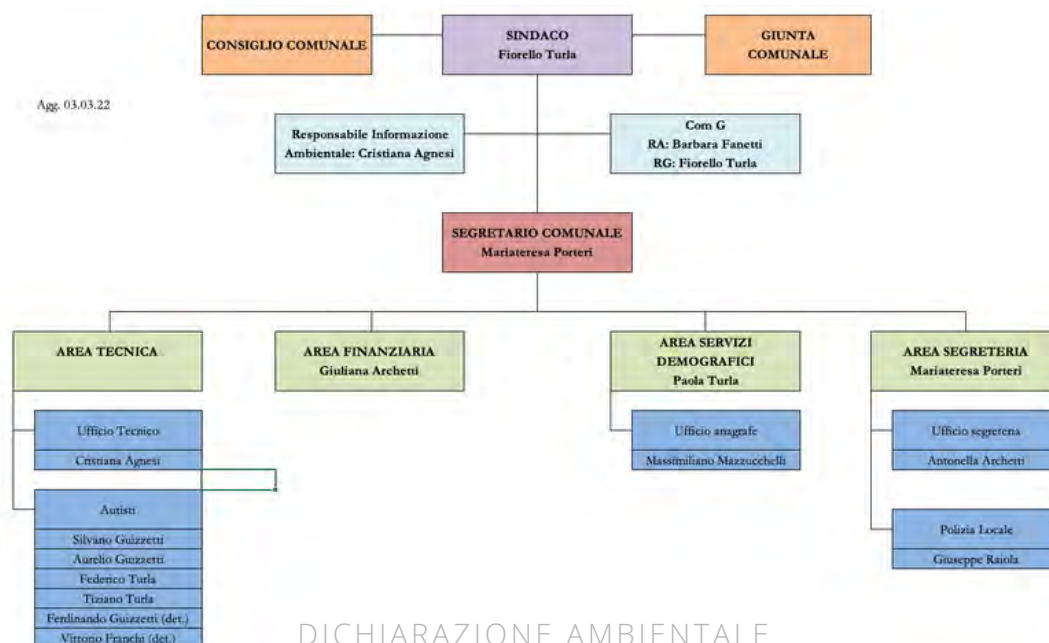 CONSIGLIO COMUNALE
SINDACO
Fiorello Turla
GIUNTA
COMUNALE
Agg. 03.03.22
Responsabile Informazione
Ambientale: Cristiana Agnesi
Com G
RA: Barbara Fanetti
RG: Fiorello Turla
SEGRETARIO COMUNALE
Mariateresa Porteri
AREA TECNICA
AREA FINANZIARIA
Giuliana Archetti
AREA SERVIZI
DEMOGRAFICI
Paola Turla
AREA SEGRETERIA
Mariateresa Porteri
Ufficio Tecnico
Cristiana Agnesi
Ufficio anagrafe
Massimiliano Mazzucchelli
Ufficio segreteria
Antonella Archetti
Autisti
Silvano Guizzetti
Aurelio Guizzetti
Federico Turla
Tiziano Turla
Ferdinando Guizzetti (det.)
Vittorio Franchi (det.)
Polizia Locale
Giuseppe Raiola
DICHIARAZIONE AMBIENTALE